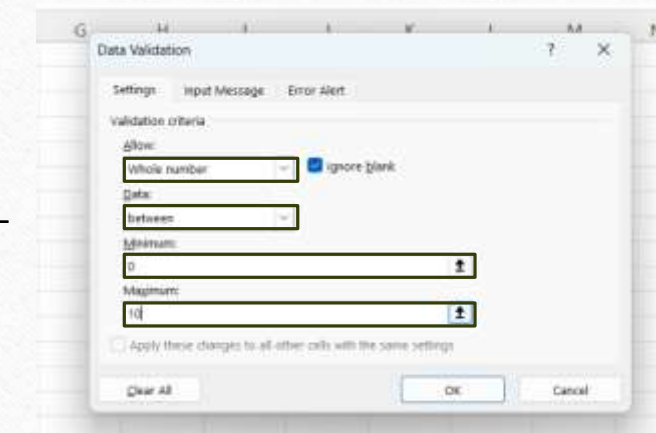 G H I J K L M
Data Validation ? ×
Settings Input Message Error Alert
Validation criteria
Allow:
Whole number Ignore blank
Data:
between
Minimum:
0
Maximum:
10
Apply these changes to all other cells with the same settings
Clear All OK Cancel